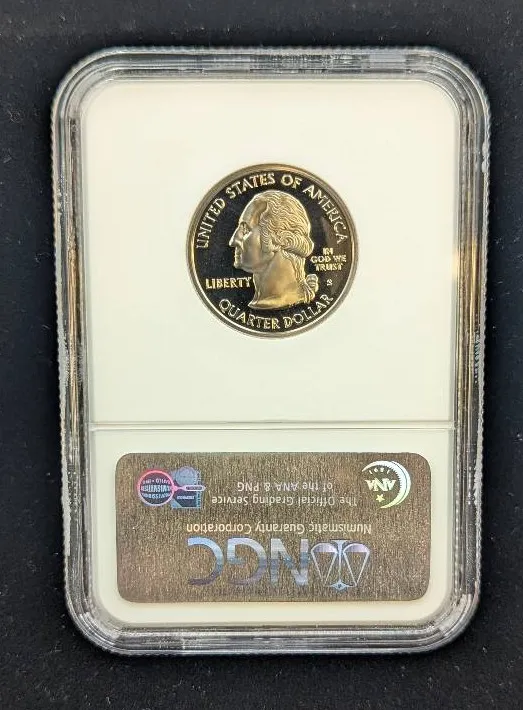 UNITED STATES OF AMERICA
IN
GOD WE
TRUST
LIBERTY
S
QUARTER DOLLAR
NGC
Numismatic Guaranty Corporation
The Official Grading Service
of the ANA & PNG
ANA
1891